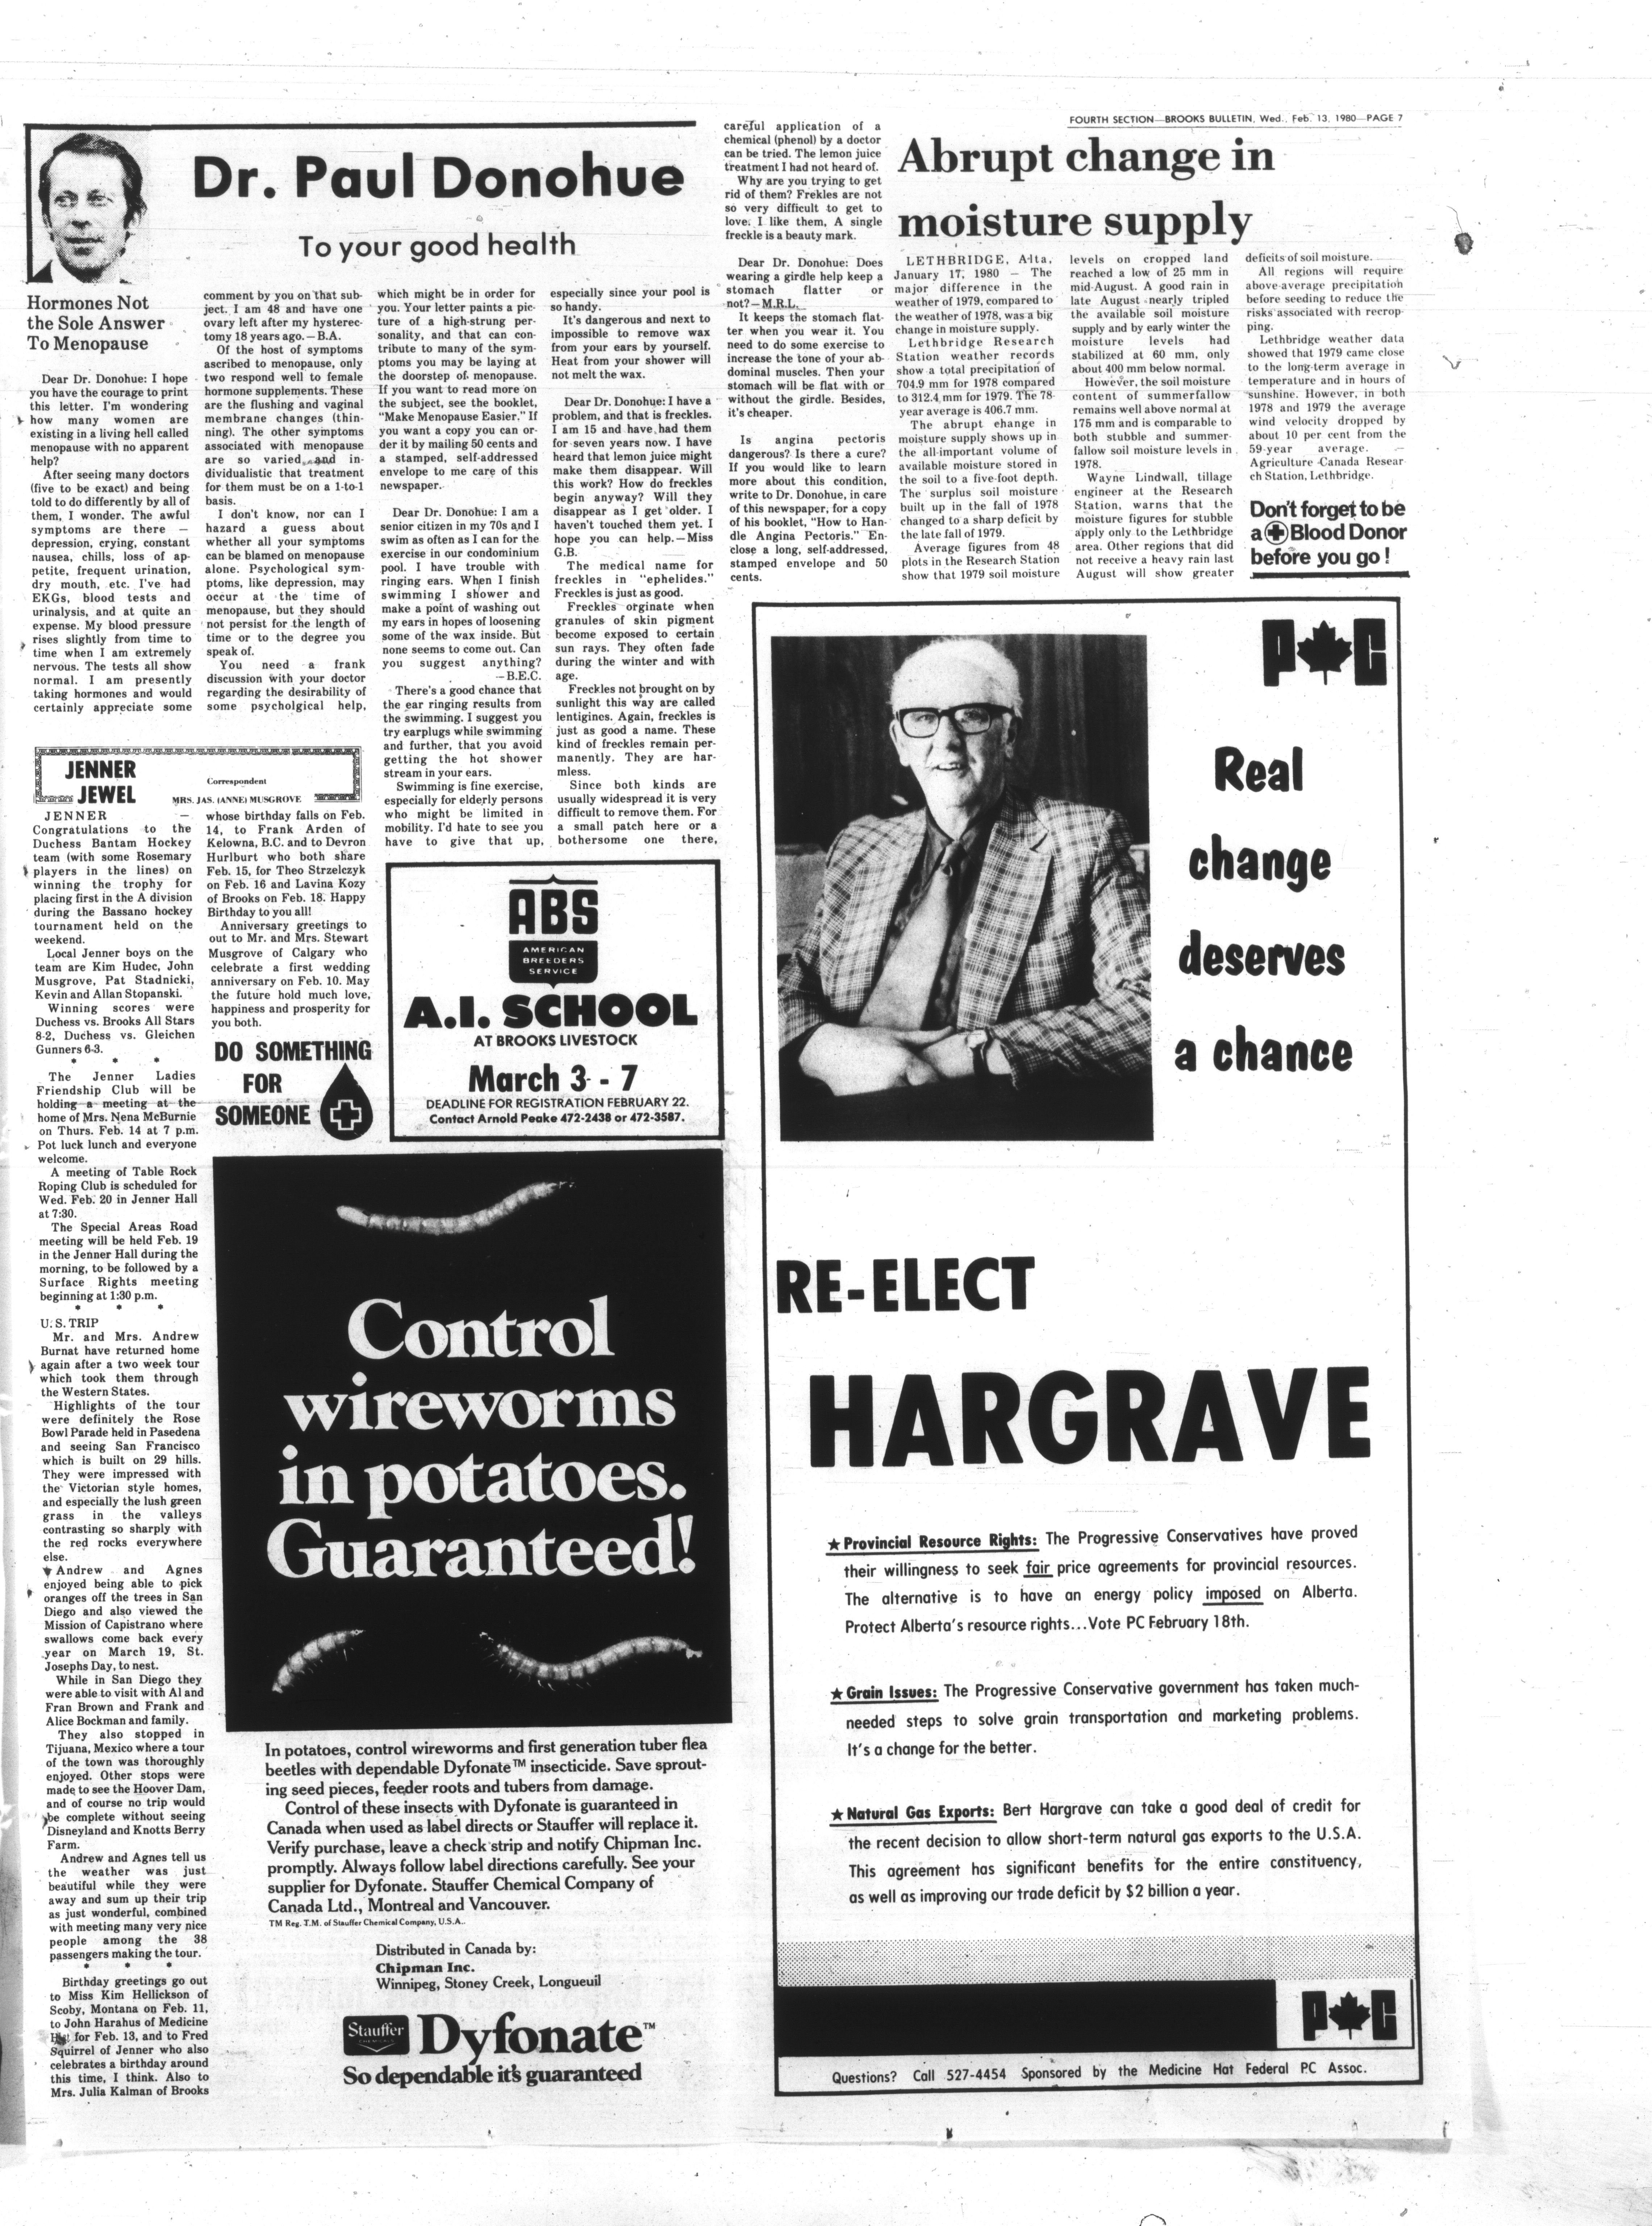 FOURTH SECTION—BROOKS BULLETIN, Wed., Feb. 13, 1980—PAGE 7
Dr. Paul Donohue
To your good health
Hormones Not
the Sole Answer
To Menopause
Dear Dr. Donohue: I hope
you have the courage to print
this letter. I'm wondering
how many women are
existing in a living hell called
menopause with no apparent
help?
After seeing many doctors
(five to be exact) and being
told to do differently by all of
them, I wonder. The awful
symptoms are there —
depression, crying, constant
nausea, chills, loss of ap-
petite, frequent urination,
dry mouth, etc. I've had
EKGs, blood tests and
urinalysis, and at quite an
expense. My blood pressure
rises slightly from time to
time when I am extremely
nervous. The tests all show
normal. I am presently
taking hormones and would
certainly appreciate some
comment by you on that sub-
ject. I am 48 and have one
ovary left after my hysterec-
tomy 18 years ago.—B.A.
Of the host of symptoms
ascribed to menopause, only
two respond well to female
hormone supplements. These
are the flushing and vaginal
membrane changes (thin-
ning). The other symptoms
associated with menopause
are so varied and in-
dividualistic that treatment
for them must be on a 1-to-1
basis.
I don't know, nor can I
hazard a guess about
whether all your symptoms
can be blamed on menopause
alone. Psychological sym-
ptoms, like depression, may
occur at the time of
menopause, but they should
not persist for the length of
time or to the degree you
speak of.
You need a frank
discussion with your doctor
regarding the desirability of
some psycholgical help,
which might be in order for
you. Your letter paints a pic-
ture of a high-strung per-
sonality, and that can con-
tribute to many of the sym-
ptoms you may be laying at
the doorstep of menopause.
If you want to read more on
the subject, see the booklet,
"Make Menopause Easier." If
you want a copy you can or-
der it by mailing 50 cents and
a stamped, self-addressed
envelope to me care of this
newspaper.
Dear Dr. Donohue: I am a
senior citizen in my 70s and I
swim as often as I can for the
exercise in our condominium
pool. I have trouble with
ringing ears. When I finish
swimming I shower and
make a point of washing out
my ears in hopes of loosening
some of the wax inside. But
none seems to come out. Can
you suggest anything?
—B.E.C.
There's a good chance that
the ear ringing results from
the swimming. I suggest you
try earplugs while swimming
and further, that you avoid
getting the hot shower
stream in your ears.
Swimming is fine exercise,
especially for elderly persons
who might be limited in
mobility. I'd hate to see you
have to give that up,
especially since your pool is
so handy.
It's dangerous and next to
impossible to remove wax
from your ears by yourself.
Heat from your shower will
not melt the wax.
Dear Dr. Donohue: I have a
problem, and that is freckles.
I am 15 and have had them
for seven years now. I have
heard that lemon juice might
make them disappear. Will
this work? How do freckles
begin anyway? Will they
disappear as I get older. I
haven't touched them yet. I
hope you can help.—Miss
G.B.
The medical name for
freckles in "ephelides."
Freckles is just as good.
Freckles orginate when
granules of skin pigment
become exposed to certain
sun rays. They often fade
during the winter and with
age.
Freckles not brought on by
sunlight this way are called
lentigines. Again, freckles is
just as good a name. These
kind of freckles remain per-
manently. They are har-
mless.
Since both kinds are
usually widespread it is very
difficult to remove them. For
a small patch here or a
bothersome one there,
careful application of a
chemical (phenol) by a doctor
can be tried. The lemon juice
treatment I had not heard of.
Why are you trying to get
rid of them? Frekles are not
so very difficult to get to
love. I like them, A single
freckle is a beauty mark.
Dear Dr. Donohue: Does
wearing a girdle help keep a
stomach flatter or
not?—M.R.L.
It keeps the stomach flat-
ter when you wear it. You
need to do some exercise to
increase the tone of your ab-
dominal muscles. Then your
stomach will be flat with or
without the girdle. Besides,
it's cheaper.
Is angina pectoris
dangerous? Is there a cure?
If you would like to learn
more about this condition,
write to Dr. Donohue, in care
of this newspaper, for a copy
of his booklet, "How to Han-
dle Angina Pectoris." En-
close a long, self-addressed,
stamped envelope and 50
cents.
Abrupt change in
moisture supply
LETHBRIDGE, Alta,
January 17, 1980 — The
major difference in the
weather of 1979, compared to
the weather of 1978, was a big
change in moisture supply.
Lethbridge Research
Station weather records
show a total precipitation of
704.9 mm for 1978 compared
to 312.4 mm for 1979. The 78-
year average is 406.7 mm.
The abrupt change in
moisture supply shows up in
the all-important volume of
available moisture stored in
the soil to a five-foot depth.
The surplus soil moisture
built up in the fall of 1978
changed to a sharp deficit by
the late fall of 1979.
Average figures from 48
plots in the Research Station
show that 1979 soil moisture
levels on cropped land
reached a low of 25 mm in
mid-August. A good rain in
late August nearly tripled
the available soil moisture
supply and by early winter the
moisture levels had
stabilized at 60 mm, only
about 400 mm below normal.
However, the soil moisture
content of summerfallow
remains well above normal at
175 mm and is comparable to
both stubble and summer-
fallow soil moisture levels in
1978.
Wayne Lindwall, tillage
engineer at the Research
Station, warns that the
moisture figures for stubble
apply only to the Lethbridge
area. Other regions that did
not receive a heavy rain last
August will show greater
deficits of soil moisture.
All regions will require
above-average precipitation
before seeding to reduce the
risks associated with recrop-
ping.
Lethbridge weather data
showed that 1979 came close
to the long-term average in
temperature and in hours of
sunshine. However, in both
1978 and 1979 the average
wind velocity dropped by
about 10 per cent from the
59-year average. —
Agriculture Canada Resear-
ch Station, Lethbridge.
Don't forget to be
a Blood Donor
before you go!
JENNER
JEWEL
Correspondent
MRS. JAS. (ANNE) MUSGROVE
JENNER —
Congratulations to the
Duchess Bantam Hockey
team (with some Rosemary
players in the lines) on
winning the trophy for
placing first in the A division
during the Bassano hockey
tournament held on the
weekend.
Local Jenner boys on the
team are Kim Hudec, John
Musgrove, Pat Stadnicki,
Kevin and Allan Stopanski.
Winning scores were
Duchess vs. Brooks All Stars
8-2, Duchess vs. Gleichen
Gunners 6-3.
* * *
The Jenner Ladies
Friendship Club will be
holding a meeting at the
home of Mrs. Nena McBurnie
on Thurs. Feb. 14 at 7 p.m.
Pot luck lunch and everyone
welcome.
A meeting of Table Rock
Roping Club is scheduled for
Wed. Feb. 20 in Jenner Hall
at 7:30.
The Special Areas Road
meeting will be held Feb. 19
in the Jenner Hall during the
morning, to be followed by a
Surface Rights meeting
beginning at 1:30 p.m.
* * *
U.S. TRIP
Mr. and Mrs. Andrew
Burnat have returned home
again after a two week tour
which took them through
the Western States.
Highlights of the tour
were definitely the Rose
Bowl Parade held in Pasedena
and seeing San Francisco
which is built on 29 hills.
They were impressed with
the Victorian style homes,
and especially the lush green
grass in the valleys
contrasting so sharply with
the red rocks everywhere
else.
Andrew and Agnes
enjoyed being able to pick
oranges off the trees in San
Diego and also viewed the
Mission of Capistrano where
swallows come back every
year on March 19, St.
Josephs Day, to nest.
While in San Diego they
were able to visit with Al and
Fran Brown and Frank and
Alice Bockman and family.
They also stopped in
Tijuana, Mexico where a tour
of the town was thoroughly
enjoyed. Other stops were
made to see the Hoover Dam,
and of course no trip would
be complete without seeing
Disneyland and Knotts Berry
Farm.
Andrew and Agnes tell us
the weather was just
beautiful while they were
away and sum up their trip
as just wonderful, combined
with meeting many very nice
people among the 38
passengers making the tour.
* * *
Birthday greetings go out
to Miss Kim Hellickson of
Scoby, Montana on Feb. 11,
to John Harahus of Medicine
for Feb. 13, and to Fred
Squirrel of Jenner who also
celebrates a birthday around
this time, I think. Also to
Mrs. Julia Kalman of Brooks
whose birthday falls on Feb.
14, to Frank Arden of
Kelowna, B.C. and to Devron
Hurlburt who both share
Feb. 15, for Theo Strzelczyk
on Feb. 16 and Lavina Kozy
of Brooks on Feb. 18. Happy
Birthday to you all!
Anniversary greetings to
out to Mr. and Mrs. Stewart
Musgrove of Calgary who
celebrate a first wedding
anniversary on Feb. 10. May
the future hold much love,
happiness and prosperity for
you both.
DO SOMETHING
FOR
SOMEONE
ABS
AMERICAN
BREEDERS
SERVICE
A.I. SCHOOL
AT BROOKS LIVESTOCK
March 3 - 7
DEADLINE FOR REGISTRATION FEBRUARY 22.
Contact Arnold Peake 472-2438 or 472-3587.
Control
wireworms
in potatoes.
Guaranteed!
In potatoes, control wireworms and first generation tuber flea
beetles with dependable Dyfonate™ insecticide. Save sprout-
ing seed pieces, feeder roots and tubers from damage.
Control of these insects with Dyfonate is guaranteed in
Canada when used as label directs or Stauffer will replace it.
Verify purchase, leave a check strip and notify Chipman Inc.
promptly. Always follow label directions carefully. See your
supplier for Dyfonate. Stauffer Chemical Company of
Canada Ltd., Montreal and Vancouver.
TM Reg. T.M. of Stauffer Chemical Company, U.S.A.
Distributed in Canada by:
Chipman Inc.
Winnipeg, Stoney Creek, Longueuil
Stauffer
CHEMICALS
Dyfonate™
So dependable it's guaranteed
P C
Real
change
deserves
a chance
RE-ELECT
HARGRAVE
★ Provincial Resource Rights: The Progressive Conservatives have proved
their willingness to seek fair price agreements for provincial resources.
The alternative is to have an energy policy imposed on Alberta.
Protect Alberta's resource rights...Vote PC February 18th.
★ Grain Issues: The Progressive Conservative government has taken much-
needed steps to solve grain transportation and marketing problems.
It's a change for the better.
★ Natural Gas Exports: Bert Hargrave can take a good deal of credit for
the recent decision to allow short-term natural gas exports to the U.S.A.
This agreement has significant benefits for the entire constituency,
as well as improving our trade deficit by $2 billion a year.
P C
Questions? Call 527-4454 Sponsored by the Medicine Hat Federal PC Assoc.